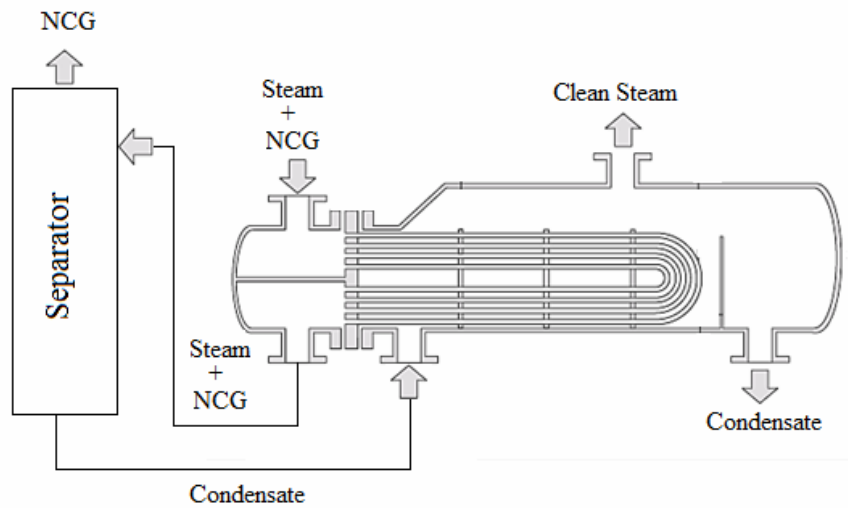 NCG
Steam
+
NCG
Clean Steam
Separator
Steam
+
NCG
Condensate
Condensate